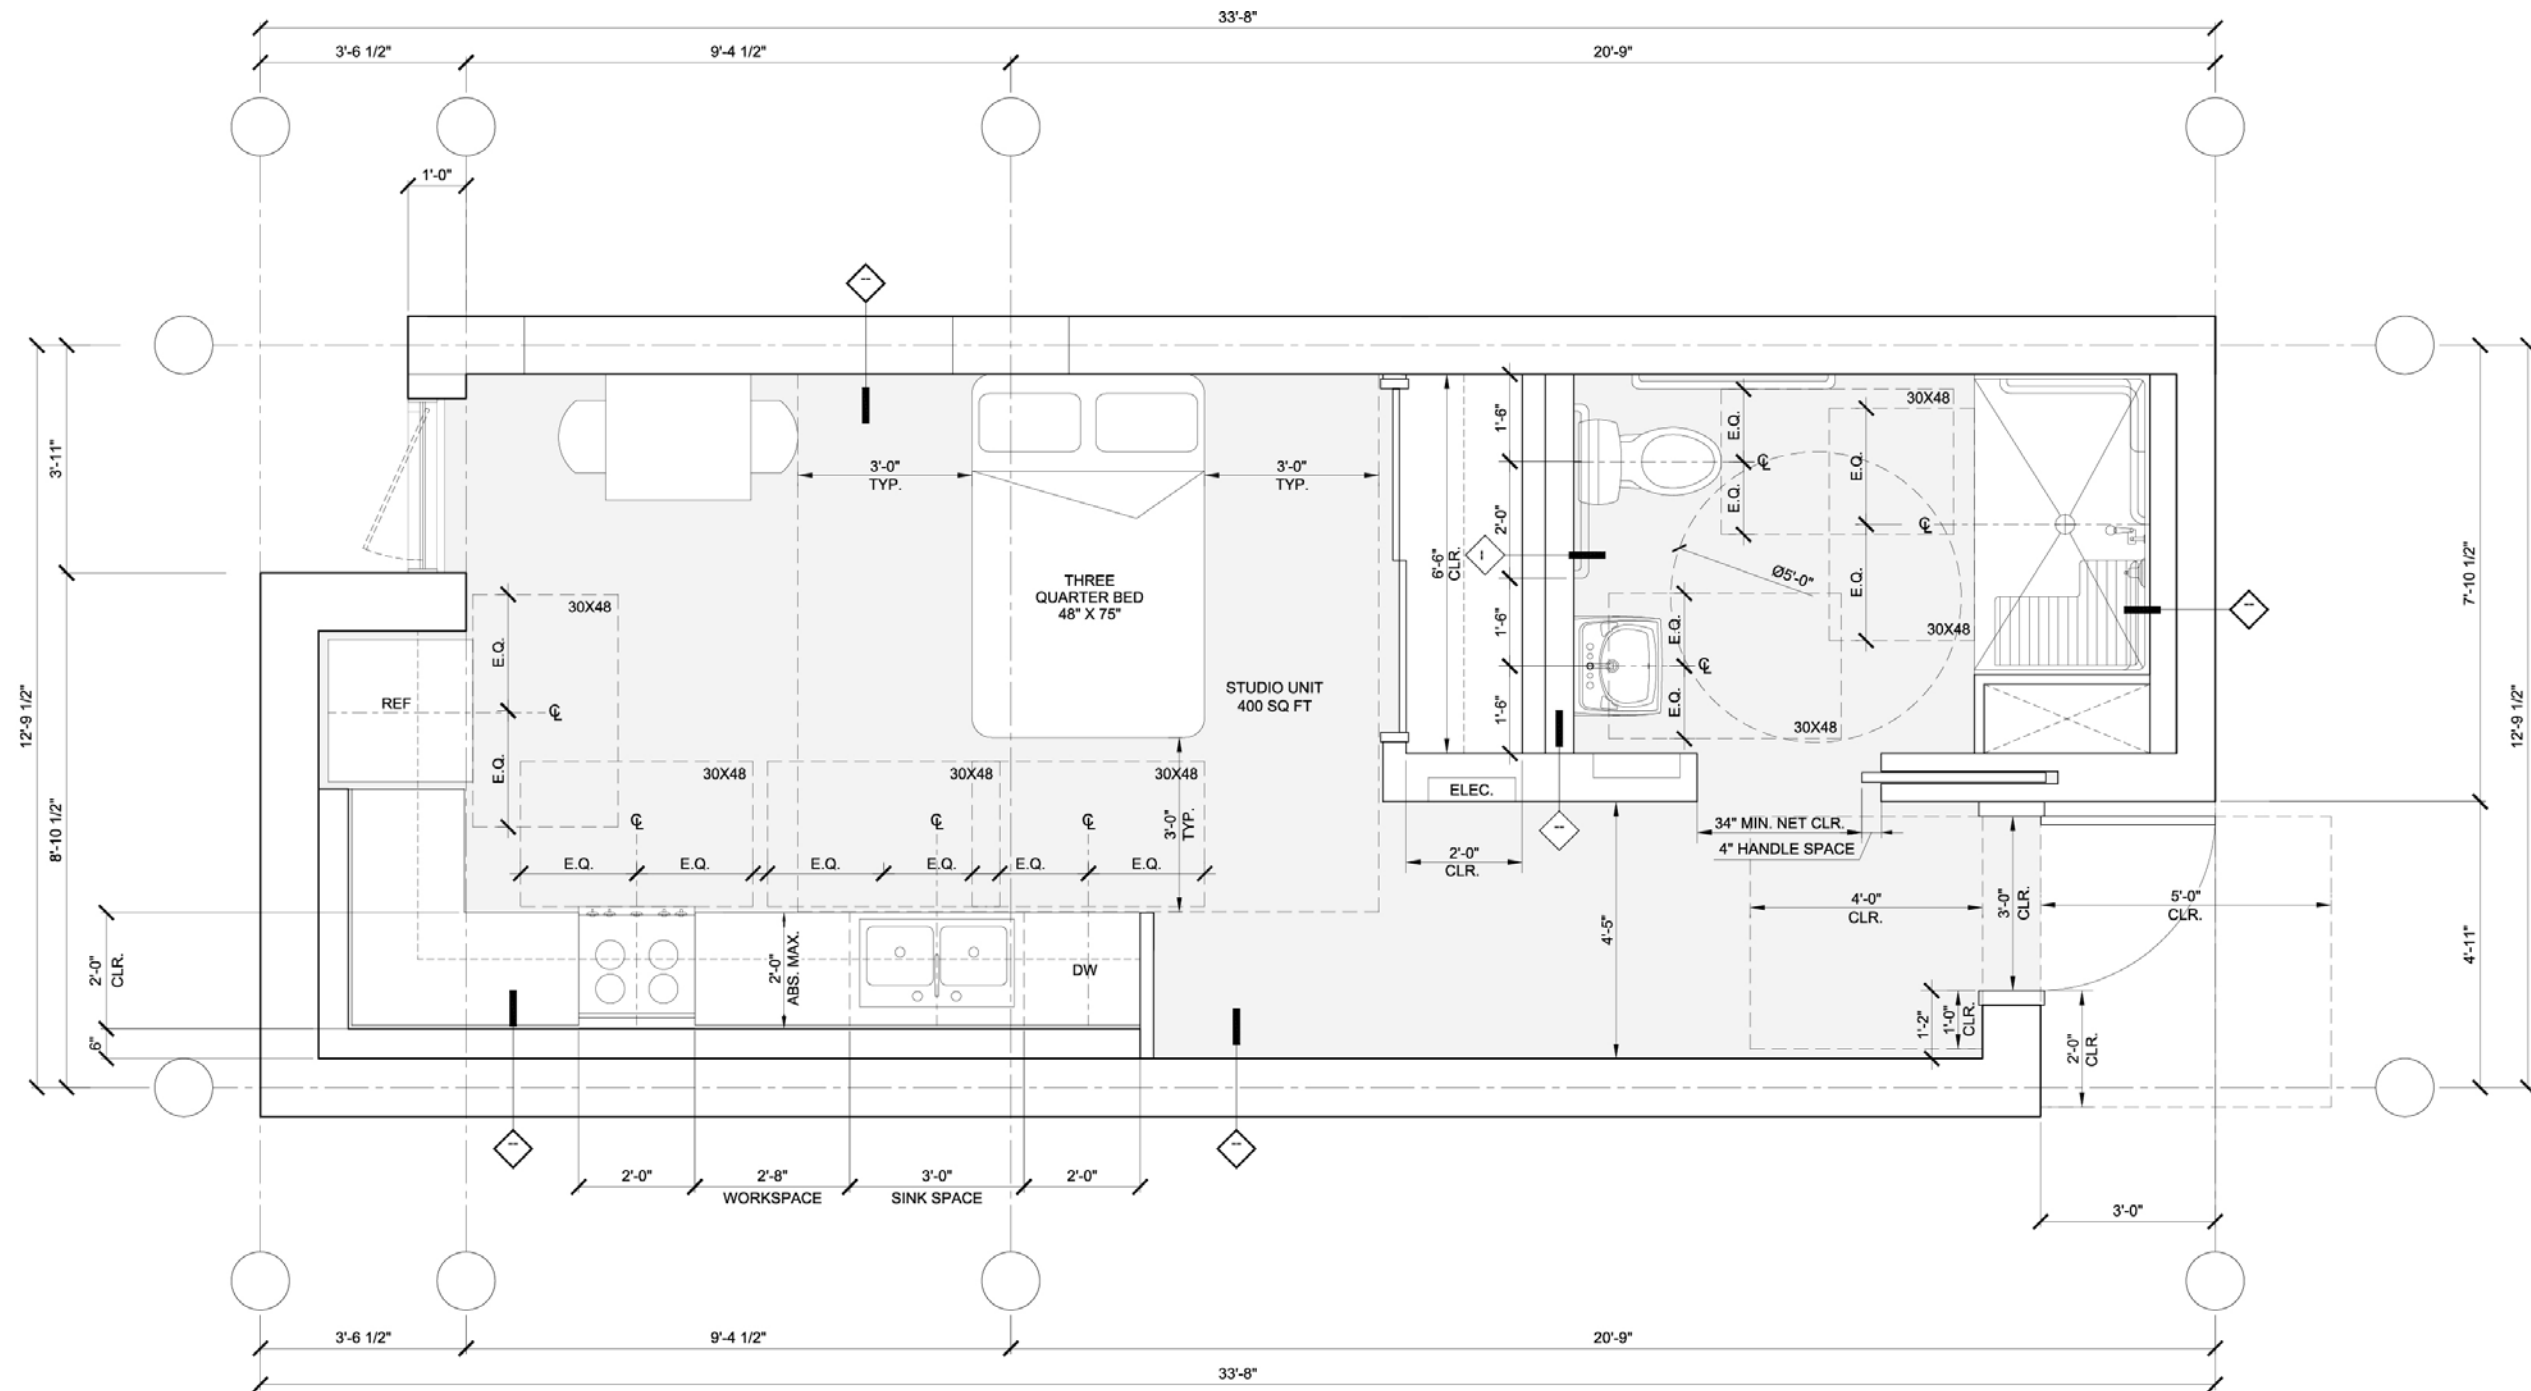 33'-8"
3'-6 1/2"
9'-4 1/2"
20'-9"
1'-0"
--
30X48
3'-0"
TYP.
3'-0"
TYP.
1'-6"
E.Q.
E.Q.
E.Q.
E.Q.
2'-0"
6'-6"
CLR.
Ø5'-0"
3'-11"
7'-10 1/2"
THREE
QUARTER BED
48" X 75"
30X48
E.Q.
E.Q.
1'-6"
1'-6"
E.Q.
E.Q.
30X48
--
--
REF
STUDIO UNIT
400 SQ FT
12'-9 1/2"
12'-9 1/2"
30X48
30X48
30X48
30X48
ELEC.
8'-10 1/2"
3'-0"
TYP.
34" MIN. NET CLR.
4" HANDLE SPACE
--
E.Q.
E.Q.
E.Q.
E.Q.
E.Q.
E.Q.
2'-0"
CLR.
4'-0"
CLR.
3'-0"
CLR.
5'-0"
CLR.
4'-5"
4'-11"
2'-0"
CLR.
2'-0"
ABS. MAX.
DW
1'-2"
1'-0"
CLR.
2'-0"
CLR.
6"
--
--
2'-0"
2'-8"
WORKSPACE
3'-0"
SINK SPACE
2'-0"
3'-0"
3'-6 1/2"
9'-4 1/2"
20'-9"
33'-8"